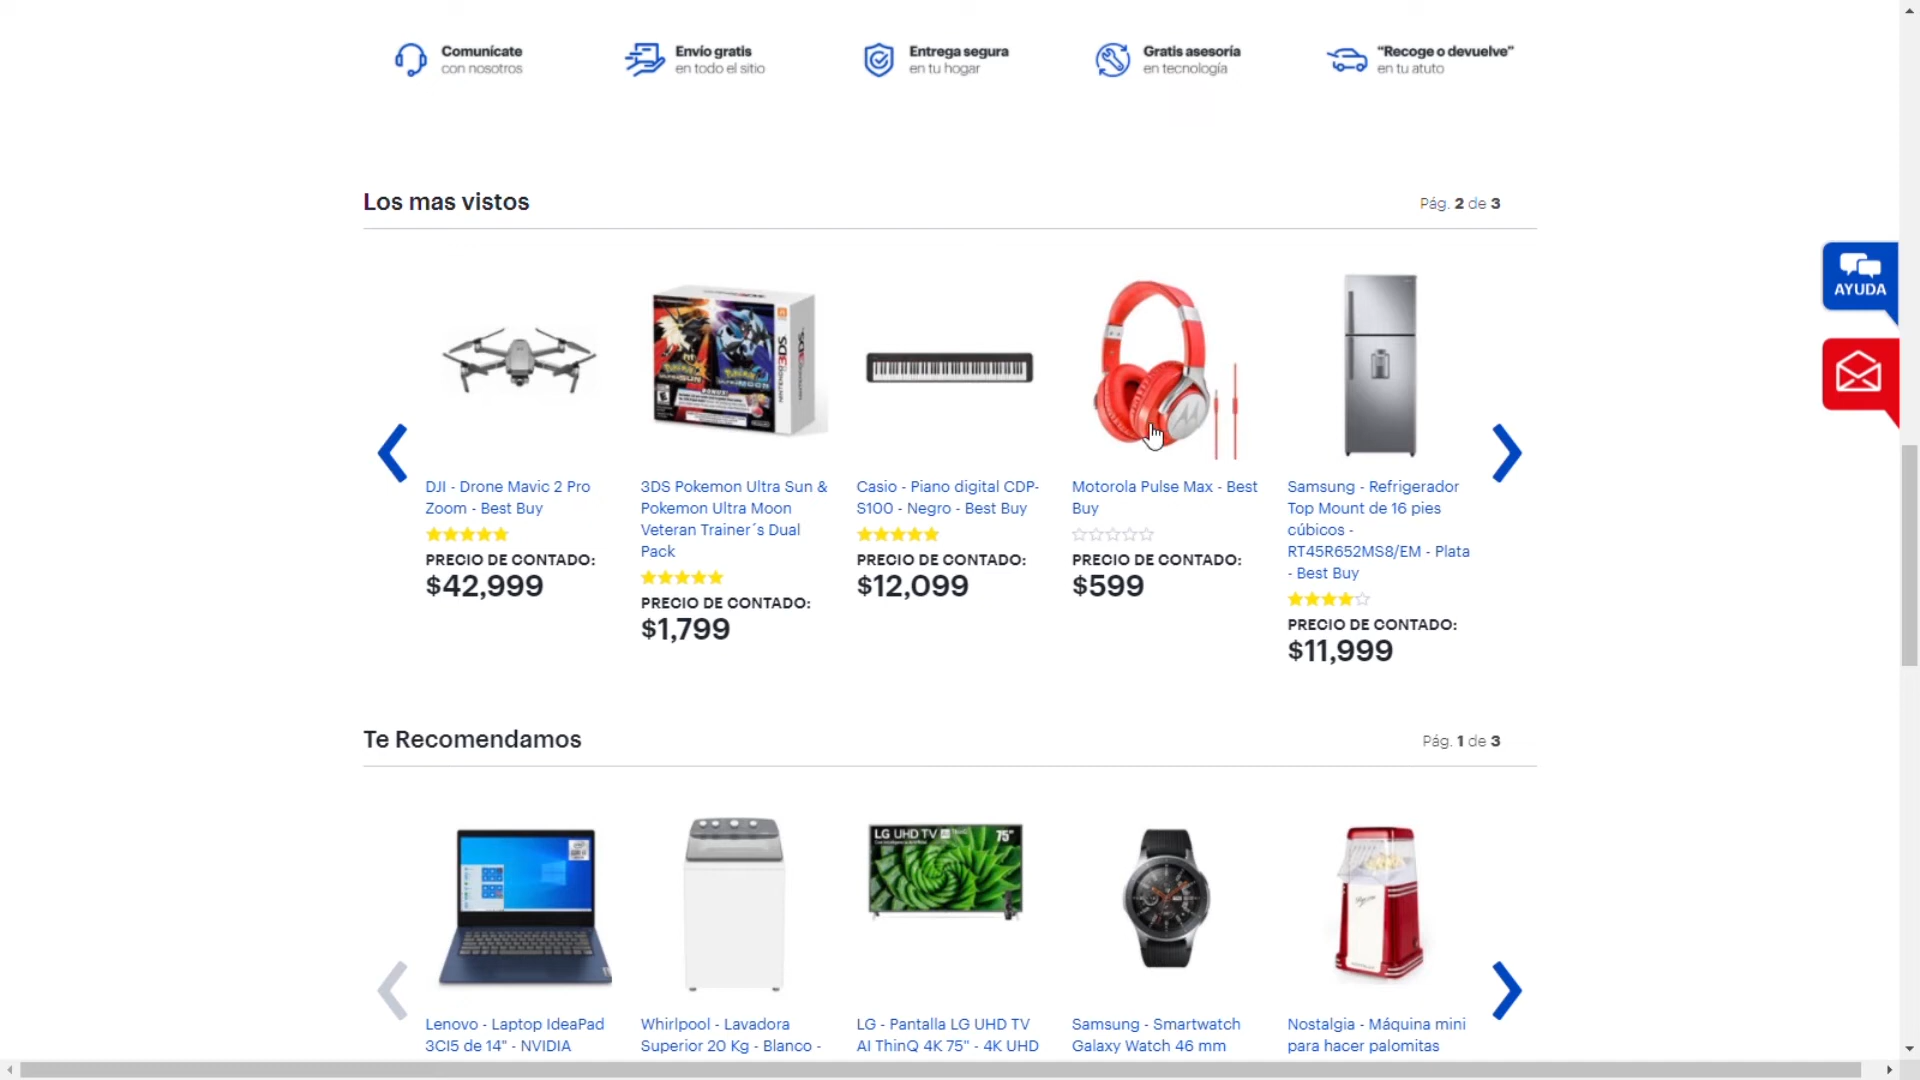 Comunícate
con nosotros
Envío gratis
en todo el sitio
Entrega segura
en tu hogar
Gratis asesoría
en tecnología
“Recoge o devuelve”
en tu atuto
Los mas vistos
Pág. 2 de 3
AYUDA
DJI - Drone Mavic 2 Pro
Zoom - Best Buy
PRECIO DE CONTADO:
$42,999
3DS Pokemon Ultra Sun &
Pokemon Ultra Moon
Veteran Trainer´s Dual
Pack
PRECIO DE CONTADO:
$1,799
Casio - Piano digital CDP-
S100 - Negro - Best Buy
PRECIO DE CONTADO:
$12,099
Motorola Pulse Max - Best
Buy
PRECIO DE CONTADO:
$599
Samsung - Refrigerador
Top Mount de 16 pies
cúbicos -
RT45R652MS8/EM - Plata
- Best Buy
PRECIO DE CONTADO:
$11,999
Te Recomendamos
Pág. 1 de 3
LG UHD TV
75"
Lenovo - Laptop IdeaPad
3CI5 de 14" - NVIDIA
Whirlpool - Lavadora
Superior 20 Kg - Blanco -
LG - Pantalla LG UHD TV
AI ThinQ 4K 75" - 4K UHD
Samsung - Smartwatch
Galaxy Watch 46 mm
Nostalgia - Máquina mini
para hacer palomitas